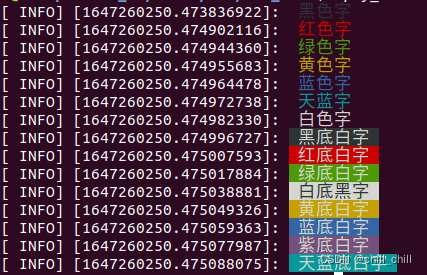 [ INFO] [1647260250.473836922]: 黑色字
[ INFO] [1647260250.474902116]: 红色字
[ INFO] [1647260250.474944360]: 绿色字
[ INFO] [1647260250.474955683]: 黄色字
[ INFO] [1647260250.474964478]: 蓝色字
[ INFO] [1647260250.474972738]: 天蓝字
[ INFO] [1647260250.474982330]: 白色字
[ INFO] [1647260250.474996727]: 黑底白字
[ INFO] [1647260250.475007593]: 红底白字
[ INFO] [1647260250.475017884]: 绿底白字
[ INFO] [1647260250.475038881]: 白底黑字
[ INFO] [1647260250.475049326]: 黄底白字
[ INFO] [1647260250.475059363]: 蓝底白字
[ INFO] [1647260250.475077987]: 紫底白字
[ INFO] [1647260250.475088075]: 天蓝底白字
CSDN @chill_chill